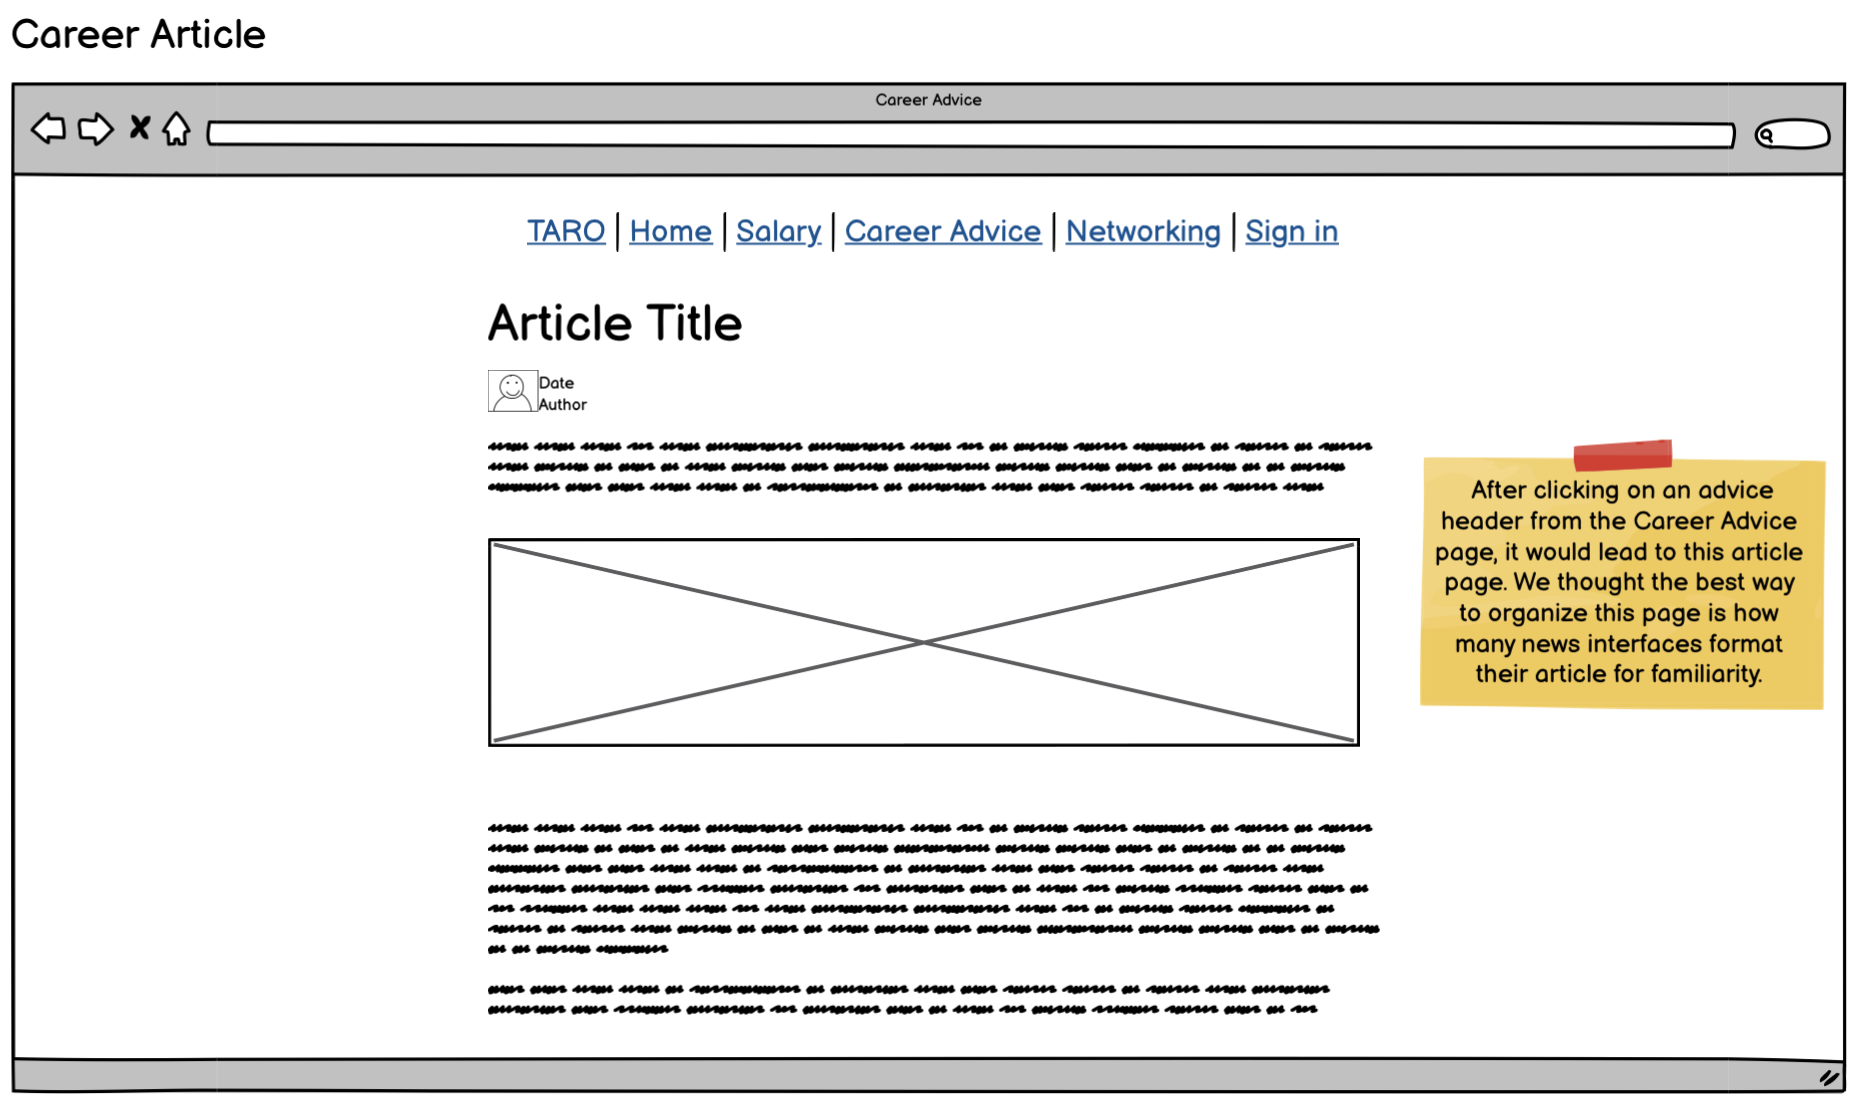 Career Article
Career Advice
TARO | Home | Salary | Career Advice | Networking | Sign in
Article Title
Date
Author
After clicking on an advice
header from the Career Advice
page, it would lead to this article
page. We thought the best way
to organize this page is how
many news interfaces format
their article for familiarity.